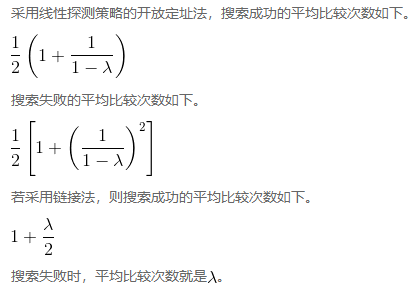 采用线性探测策略的开放定址法，搜索成功的平均比较次数如下。
\frac{1}{2}\left(1+\frac{1}{1-\lambda}\right)
搜索失败的平均比较次数如下。
\frac{1}{2}\left[1+\left(\frac{1}{1-\lambda}\right)^2\right]
若采用链接法，则搜索成功的平均比较次数如下。
1+\frac{\lambda}{2}
搜索失败时，平均比较次数就是λ。